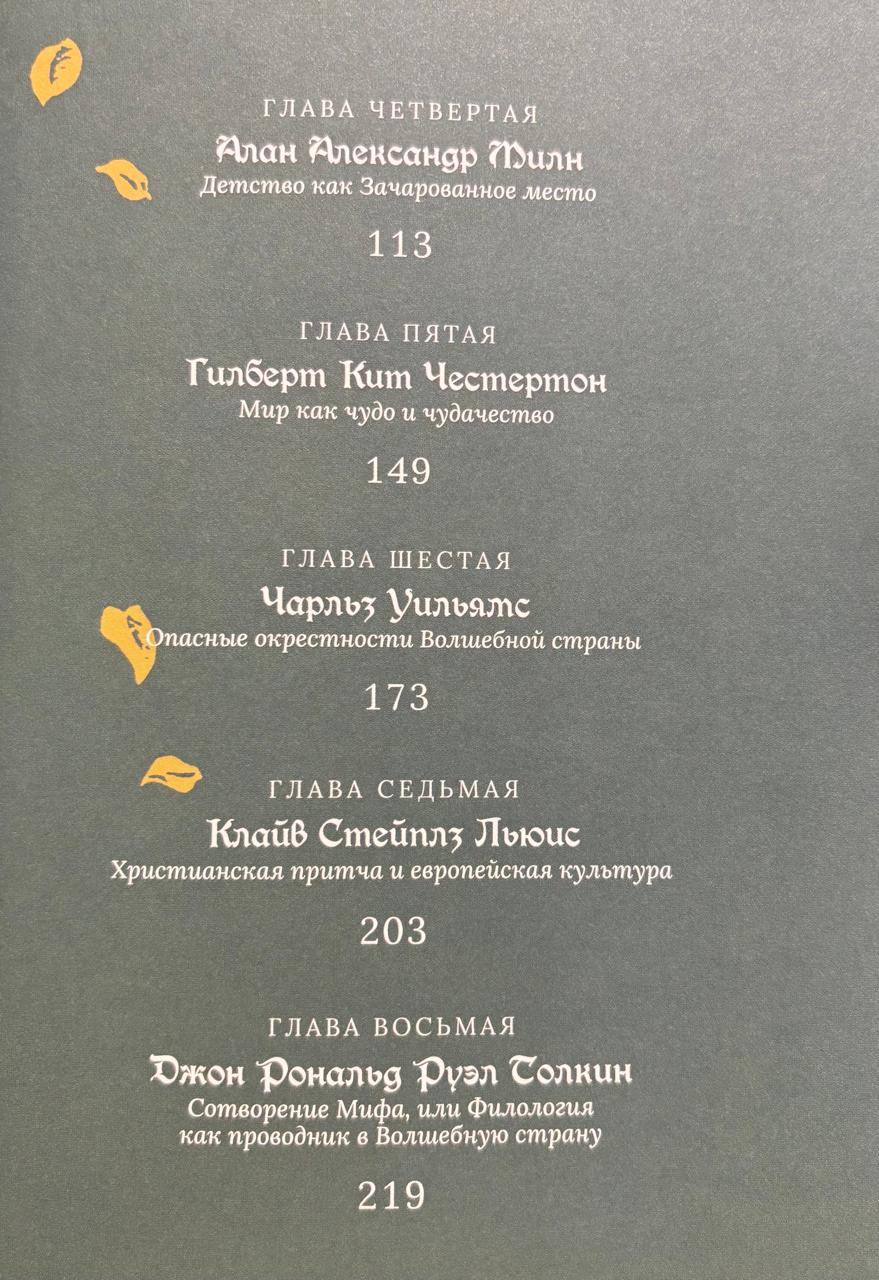 ГЛАВА ЧЕТВЕРТАЯ
Алан Александр Милн
Детство как Зачарованное место
113
ГЛАВА ПЯТАЯ
Гилберт Кит Честертон
Мир как чудо и чудачество
149
ГЛАВА ШЕСТАЯ
Чарльз Уильямс
Опасные окрестности Волшебной страны
173
ГЛАВА СЕДЬМАЯ
Клайв Стейплз Льюис
Христианская притча и европейская культура
203
ГЛАВА ВОСЬМАЯ
Джон Рональд Руэл Толкин
Сотворение Мифа, или Филология
как проводник в Волшебную страну
219